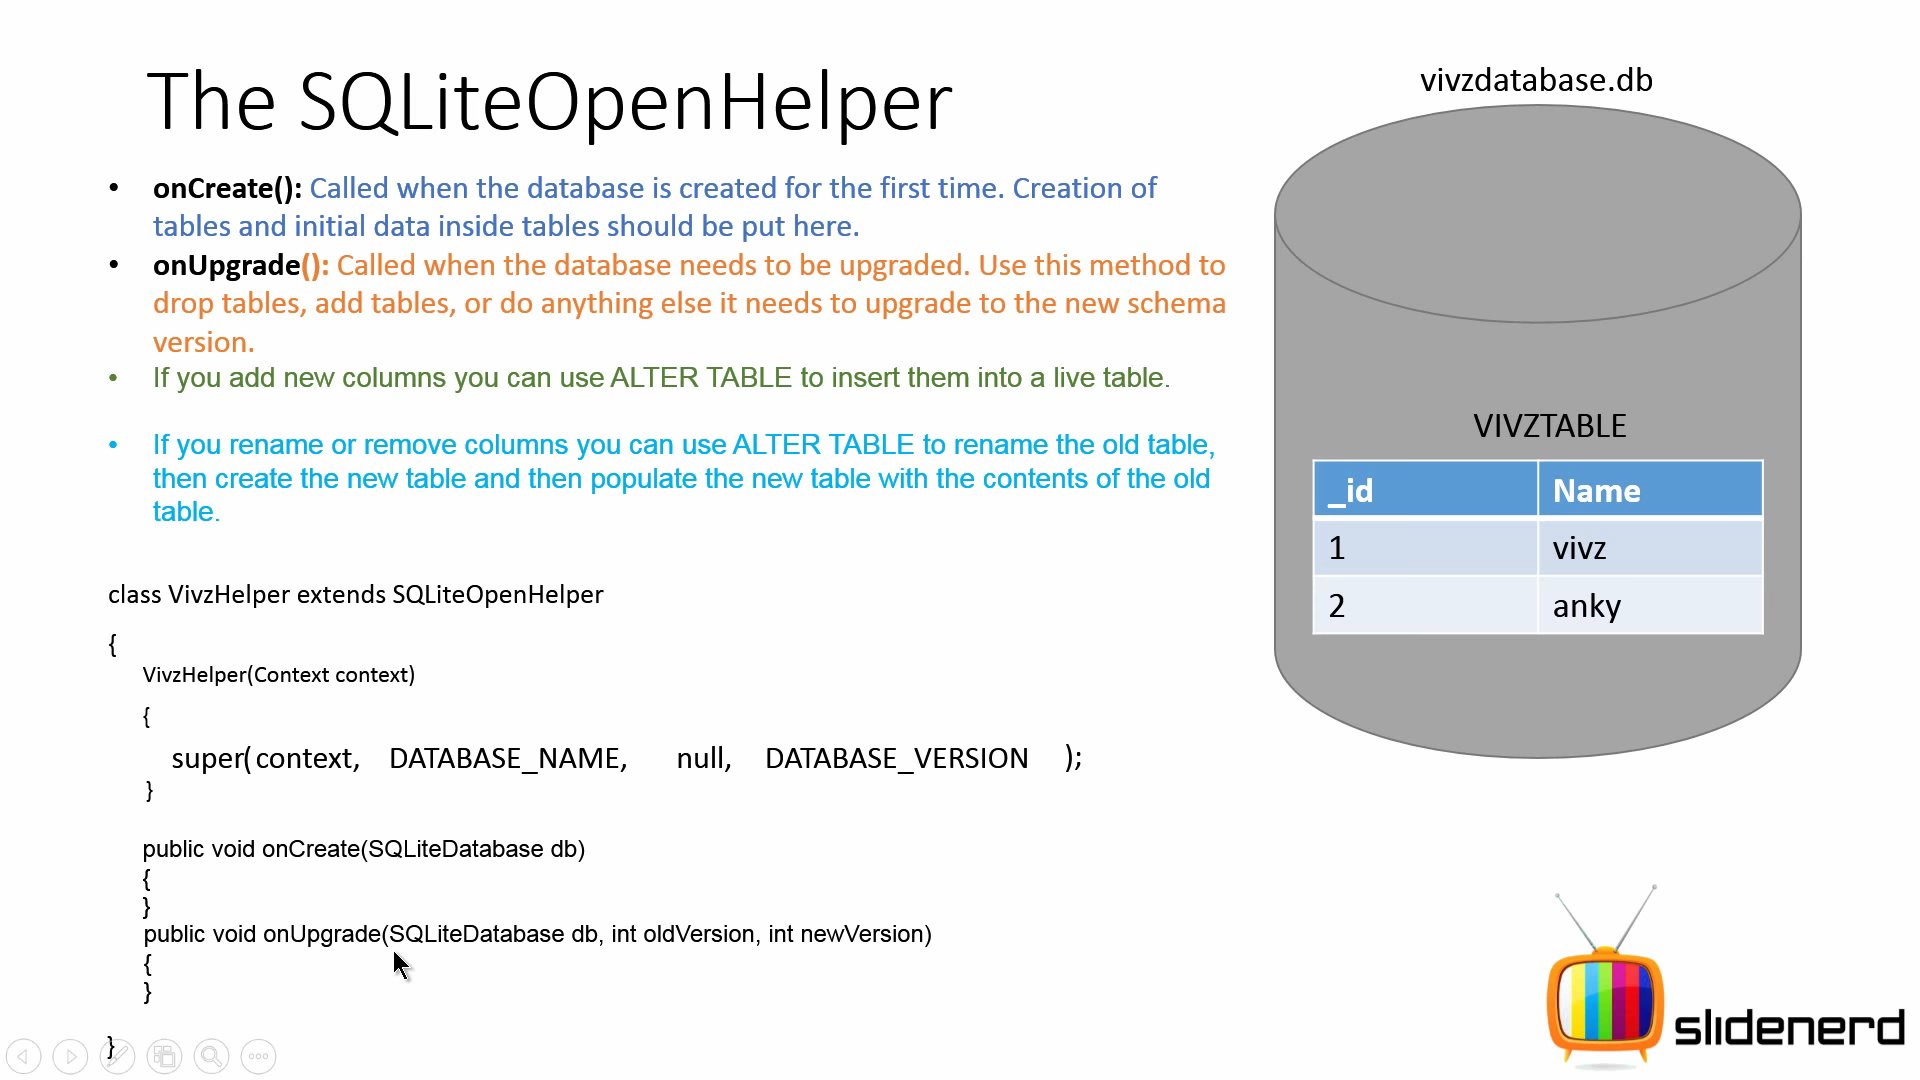 The SQLiteOpenHelper
• onCreate(): Called when the database is created for the first time. Creation of
tables and initial data inside tables should be put here.
• onUpgrade(): Called when the database needs to be upgraded. Use this method to
drop tables, add tables, or do anything else it needs to upgrade to the new schema
version.
• If you add new columns you can use ALTER TABLE to insert them into a live table.
• If you rename or remove columns you can use ALTER TABLE to rename the old table,
then create the new table and then populate the new table with the contents of the old
table.
class VivzHelper extends SQLiteOpenHelper
{
VivzHelper(Context context)
{
super( context, DATABASE_NAME, null, DATABASE_VERSION );
}
public void onCreate(SQLiteDatabase db)
{
}
public void onUpgrade(SQLiteDatabase db, int oldVersion, int newVersion)
{
}
}
vivzdatabase.db
VIVZTABLE
_id Name
1 vivz
2 anky
slidenerd